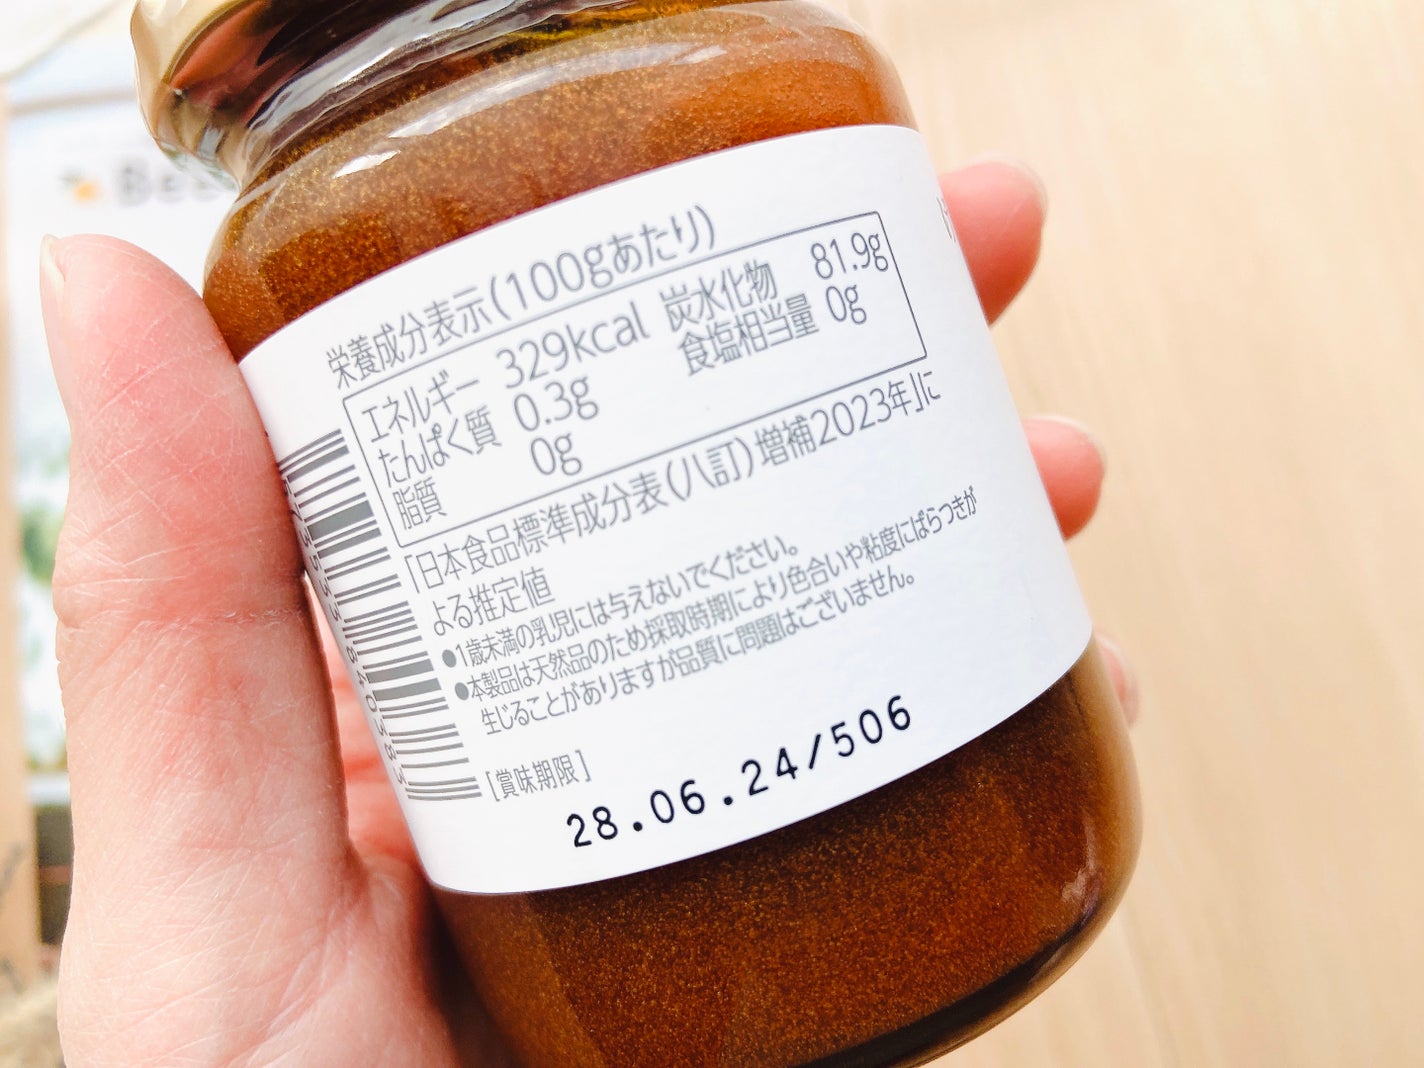 Bee
栄養成分表示(100gあたり)
エネルギー 329kcal 炭水化物 81.9g
たんぱく質 0.3g 食塩相当量 0g
脂質 0g
「日本食品標準成分表(八訂)増補2023年」に
よる推定値
●1歳未満の乳児には与えないでください。
●本製品は天然品のため採取時期により色合いや粘度にばらつきが
生じることがありますが品質に問題はございません。
[賞味期限]
28.06.24/506